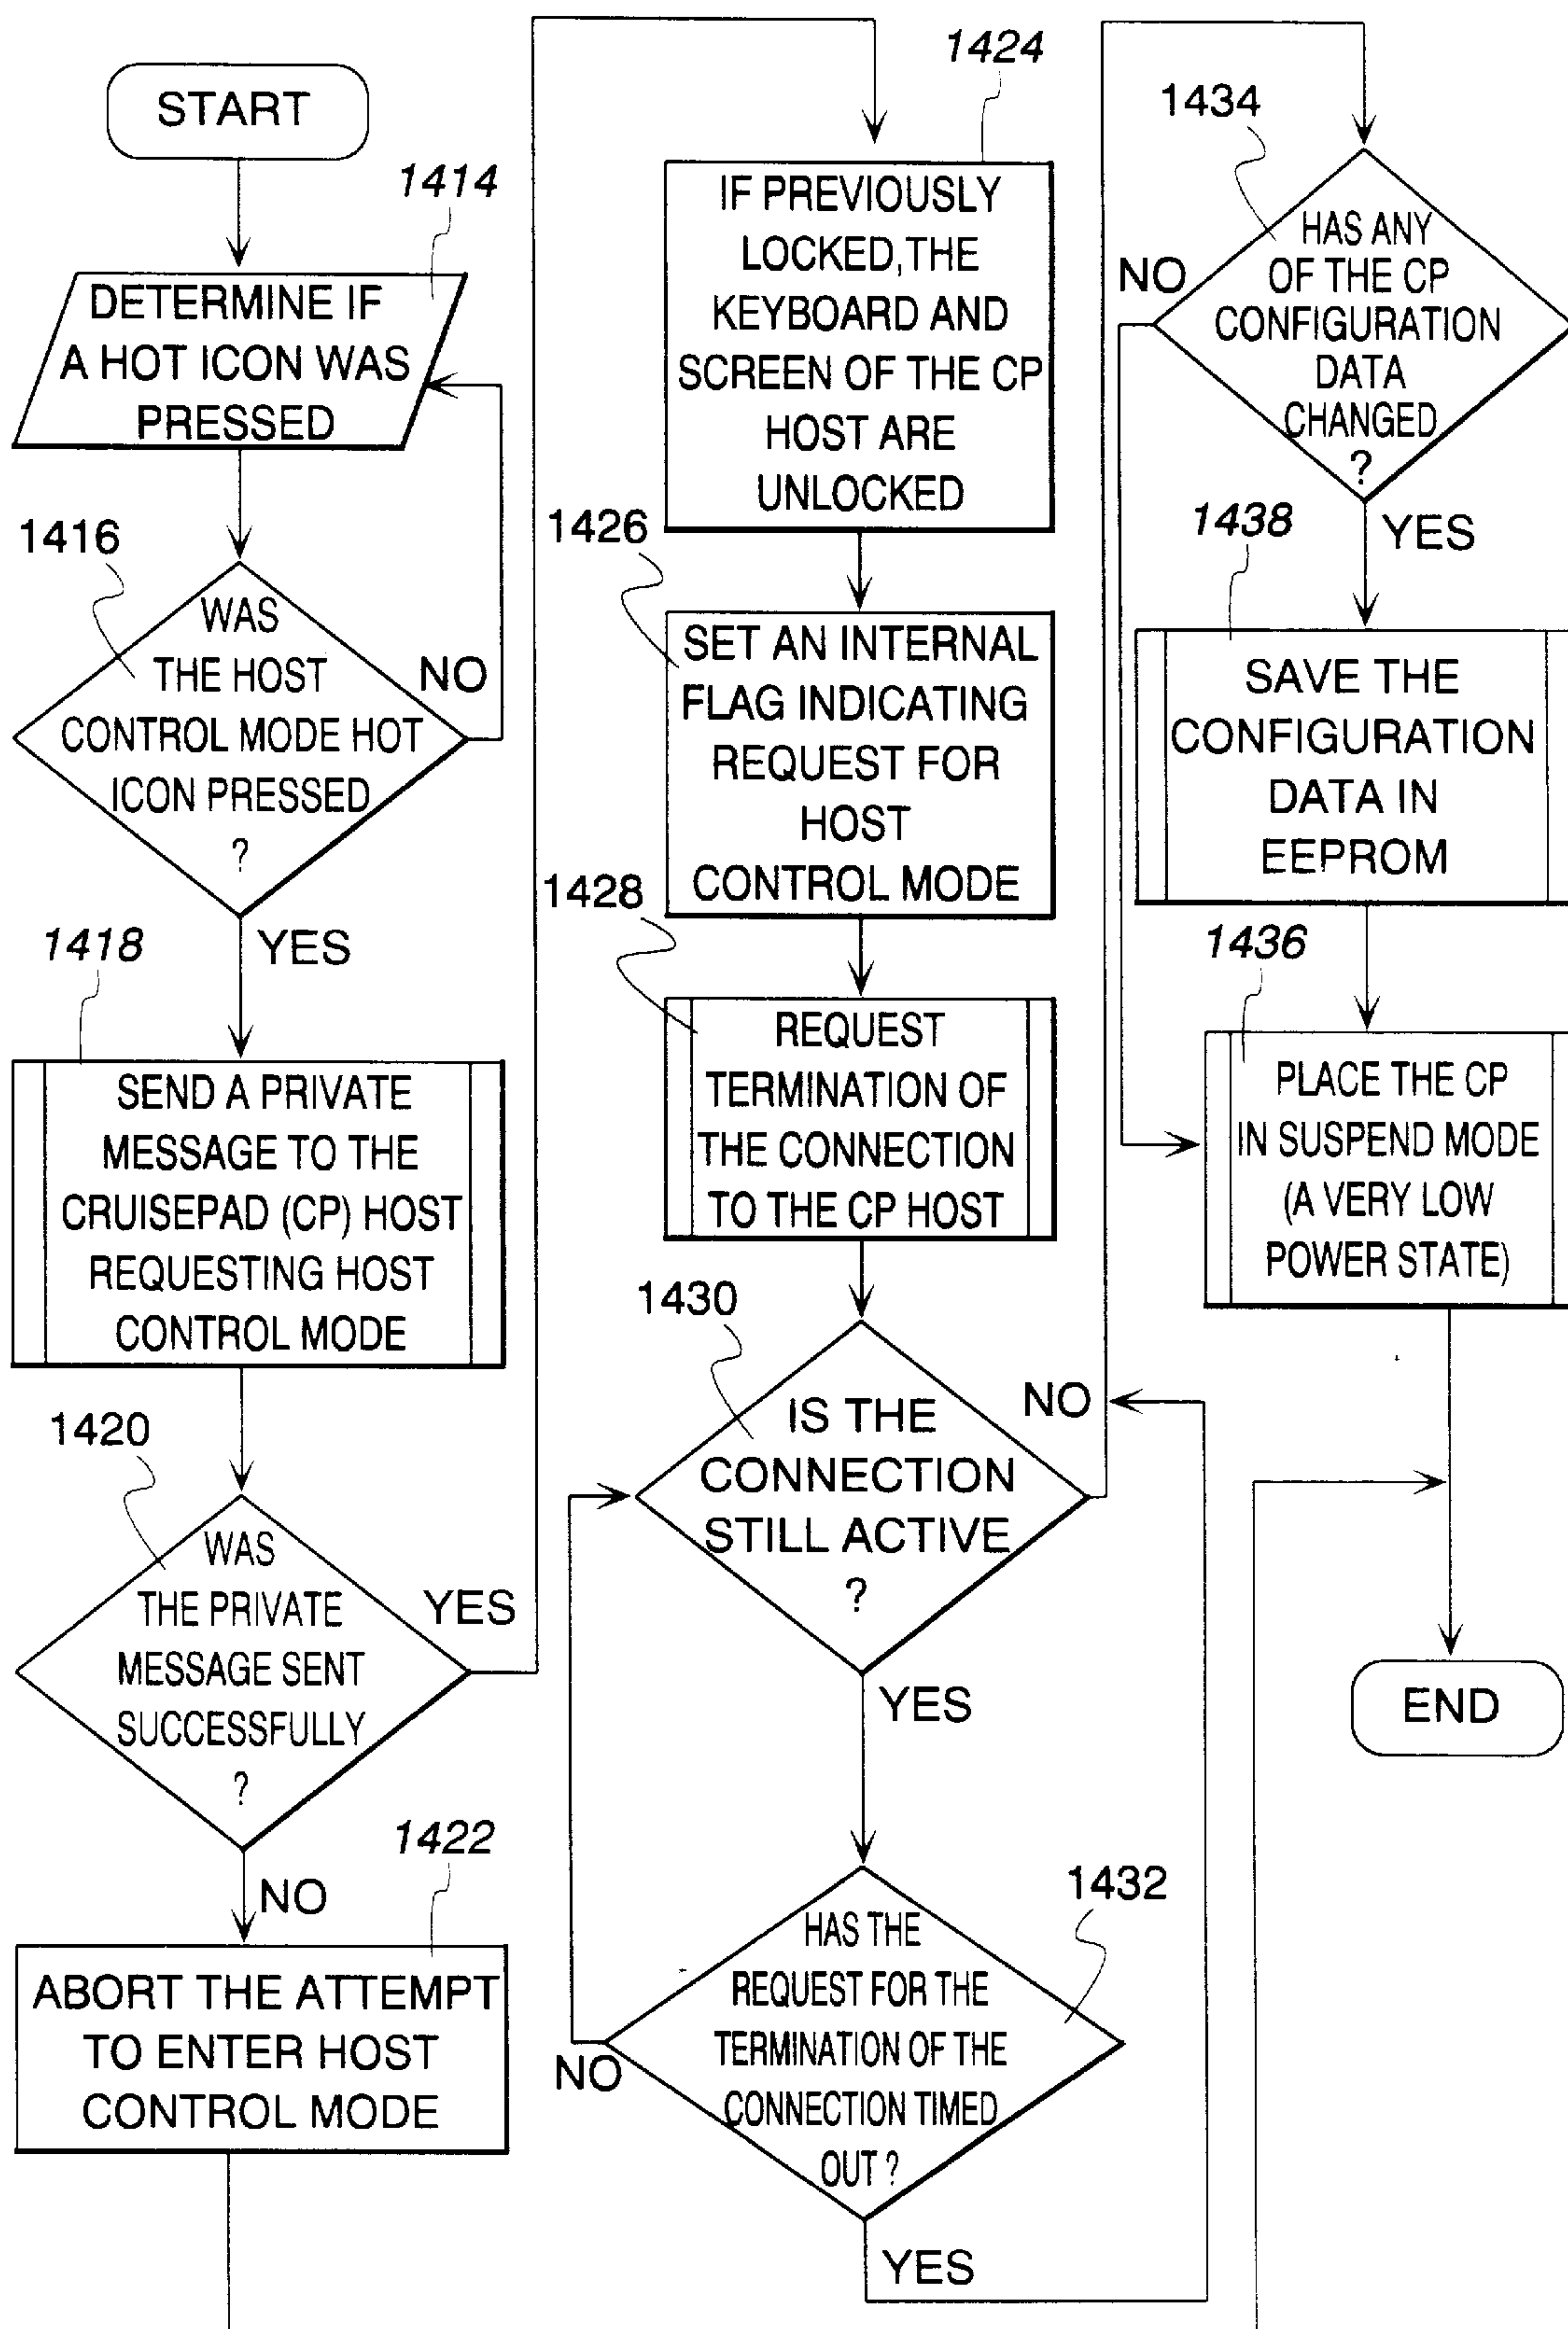 START
1414
DETERMINE IF
A HOT ICON WAS
PRESSED
1416
WAS
THE HOST
CONTROL MODE HOT
ICON PRESSED
?
NO
YES
1418
SEND A PRIVATE
MESSAGE TO THE
CRUISEPAD (CP) HOST
REQUESTING HOST
CONTROL MODE
1420
WAS
THE PRIVATE
MESSAGE SENT
SUCCESSFULLY
?
YES
NO
1422
ABORT THE ATTEMPT
TO ENTER HOST
CONTROL MODE
1424
IF PREVIOUSLY
LOCKED, THE
KEYBOARD AND
SCREEN OF THE CP
HOST ARE
UNLOCKED
1426
SET AN INTERNAL
FLAG INDICATING
REQUEST FOR
HOST
CONTROL MODE
1428
REQUEST
TERMINATION OF
THE CONNECTION
TO THE CP HOST
1430
IS THE
CONNECTION
STILL ACTIVE
?
NO
YES
1432
HAS THE
REQUEST FOR THE
TERMINATION OF THE
CONNECTION TIMED
OUT ?
NO
YES
1434
HAS ANY
OF THE CP
CONFIGURATION
DATA
CHANGED
?
NO
YES
1438
SAVE THE
CONFIGURATION
DATA IN
EEPROM
1436
PLACE THE CP
IN SUSPEND MODE
(A VERY LOW
POWER STATE)
END